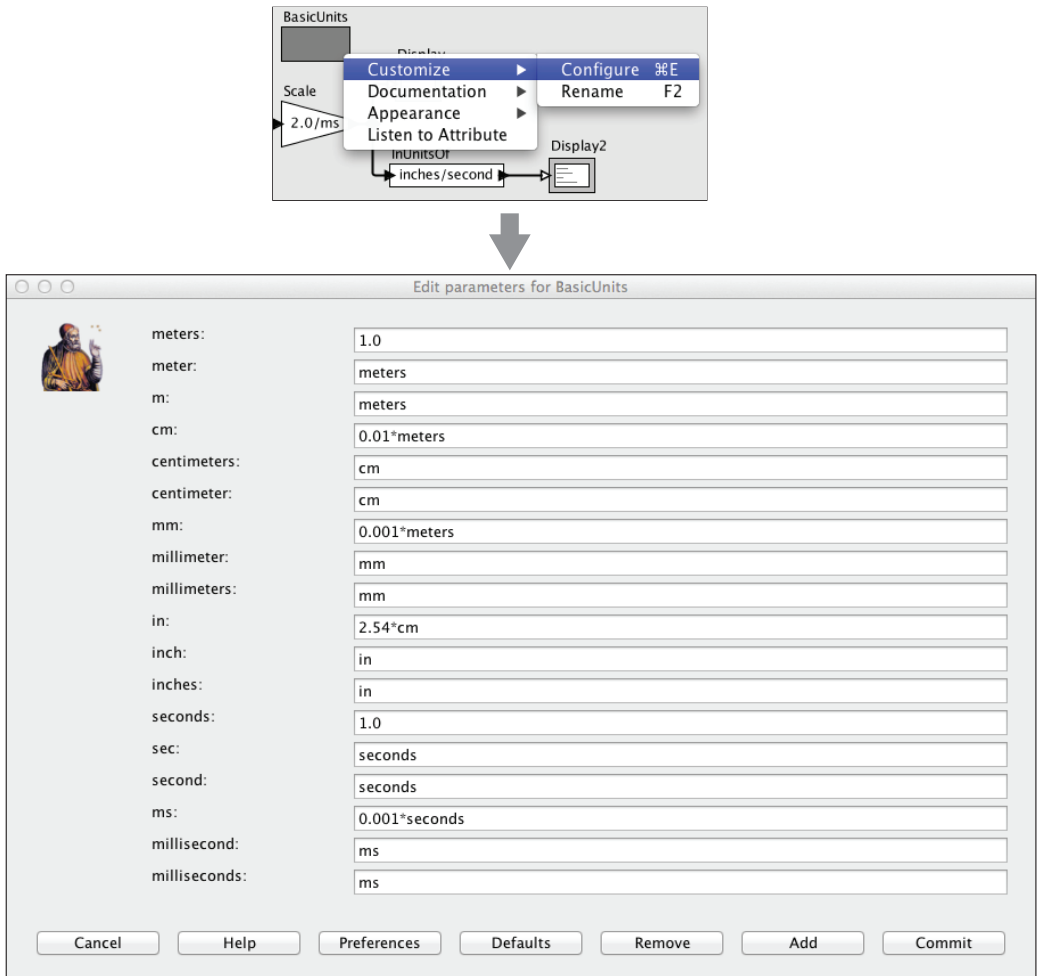 BasicUnits
Display
Customize
Configure ⌘E
Documentation
Rename F2
Scale
Appearance
2.0/ms
Listen to Attribute
InUnitsOf
Display2
inches/second
Edit parameters for BasicUnits
meters: 1.0
meter: meters
m: meters
cm: 0.01*meters
centimeters: cm
centimeter: cm
mm: 0.001*meters
millimeter: mm
millimeters: mm
in: 2.54*cm
inch: in
inches: in
seconds: 1.0
sec: seconds
second: seconds
ms: 0.001*seconds
millisecond: ms
milliseconds: ms
Cancel Help Preferences Defaults Remove Add Commit